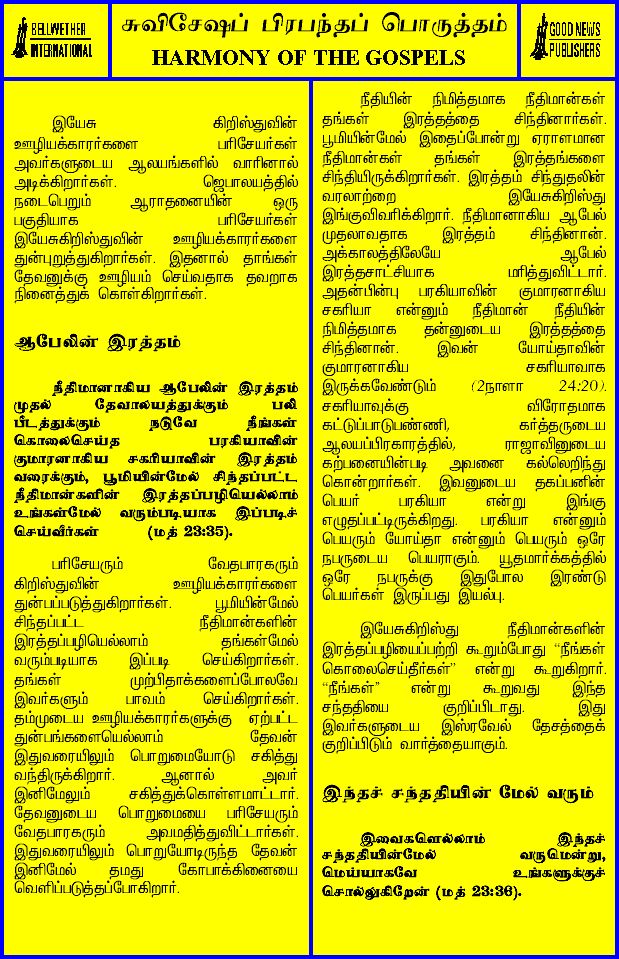 BELLWETHER
INTERNATIONAL
சுவிசேஷப் பிரபந்தப் பொருத்தம்
HARMONY OF THE GOSPELS
GOOD NEWS
PUBLISHERS
இயேசு கிறிஸ்துவின்
ஊழியக்காரர்களை பரிசேயர்கள்
அவர்களுடைய ஆலயங்களில் வாரினால்
அடிக்கிறார்கள். ஜெபாலயத்தில்
நடைபெறும் ஆராதனையின் ஒரு
பகுதியாக பரிசேயர்கள்
இயேசுகிறிஸ்துவின் ஊழியக்காரர்களை
துன்புறுத்துகிறார்கள். இதனால் தாங்கள்
தேவனுக்கு ஊழியம் செய்வதாக தவறாக
நினைத்துக் கொள்கிறார்கள்.
ஆபேலின் இரத்தம்
நீதிமானாகிய ஆபேலின் இரத்தம்
முதல் தேவாலயத்துக்கும் பலி
பீடத்துக்கும் நடுவே நீங்கள்
கொலைசெய்த பரகியாவின்
குமாரனாகிய சகரியாவின் இரத்தம்
வரைக்கும், பூமியின்மேல் சிந்தப்பட்ட
நீதிமான்களின் இரத்தப்பழியெல்லாம்
உங்கள்மேல் வரும்படியாக இப்படிச்
செய்வீர்கள் (மத் 23:35).
பரிசேயரும் வேதபாரகரும்
கிறிஸ்துவின் ஊழியக்காரர்களை
துன்பப்படுத்துகிறார்கள். பூமியின்மேல்
சிந்தப்பட்ட நீதிமான்களின்
இரத்தப்பழியெல்லாம் தங்கள்மேல்
வரும்படியாக இப்படி செய்கிறார்கள்.
தங்கள் முற்பிதாக்களைப்போலவே
இவர்களும் பாவம் செய்கிறார்கள்.
தம்முடைய ஊழியக்காரர்களுக்கு ஏற்பட்ட
துன்பங்களையெல்லாம் தேவன்
இதுவரையிலும் பொறுமையோடு சகித்து
வந்திருக்கிறார். ஆனால் அவர்
இனிமேலும் சகித்துக்கொள்ளமாட்டார்.
தேவனுடைய பொறுமையை பரிசேயரும்
வேதபாரகரும் அவமதித்துவிட்டார்கள்.
இதுவரையிலும் பொறுயோடிருந்த தேவன்
இனிமேல் தமது கோபாக்கினையை
வெளிப்படுத்தப்போகிறார்.
நீதியின் நிமித்தமாக நீதிமான்கள்
தங்கள் இரத்தத்தை சிந்தினார்கள்.
பூமியின்மேல் இதைப்போன்று ஏராளமான
நீதிமான்கள் தங்கள் இரத்தங்களை
சிந்தியிருக்கிறார்கள். இரத்தம் சிந்துதலின்
வரலாற்றை இயேசுகிறிஸ்து
இங்குவிவரிக்கிறார். நீதிமானாகிய ஆபேல்
முதலாவதாக இரத்தம் சிந்தினான்.
அக்காலத்திலேயே ஆபேல்
இரத்தசாட்சியாக மரித்துவிட்டார்.
அதன்பின்பு பரகியாவின் குமாரனாகிய
சகரியா என்னும் நீதிமான் நீதியின்
நிமித்தமாக தன்னுடைய இரத்தத்தை
சிந்தினான். இவன் யோய்தாவின்
குமாரனாகிய சகரியாவாக
இருக்கவேண்டும் (2நாளா 24:20).
சகரியாவுக்கு விரோதமாக
கட்டுப்பாடுபண்ணி, கர்த்தருடைய
ஆலயப்பிரகாரத்தில், ராஜாவினுடைய
கற்பனையின்படி அவனை கல்லெறிந்து
கொன்றார்கள். இவனுடைய தகப்பனின்
பெயர் பரகியா என்று இங்கு
எழுதப்பட்டிருக்கிறது. பரகியா என்னும்
பெயரும் யோய்தா என்னும் பெயரும் ஒரே
நபருடைய பெயராகும். யூதமார்க்கத்தில்
ஒரே நபருக்கு இதுபோல இரண்டு
பெயர்கள் இருப்பது இயல்பு.
இயேசுகிறிஸ்து நீதிமான்களின்
இரத்தப்பழியைப்பற்றி கூறும்போது “நீங்கள்
கொலைசெய்தீர்கள்” என்று கூறுகிறார்.
“நீங்கள்” என்று கூறுவது இந்த
சந்ததியை குறிப்பிடாது. இது
இவர்களுடைய இஸ்ரவேல் தேசத்தைக்
குறிப்பிடும் வார்த்தையாகும்.
இந்தச் சந்ததியின் மேல் வரும்
இவைகளெல்லாம் இந்தச்
சந்ததியின்மேல் வருமென்று,
மெய்யாகவே உங்களுக்குச்
சொல்லுகிறேன் (மத் 23:36).